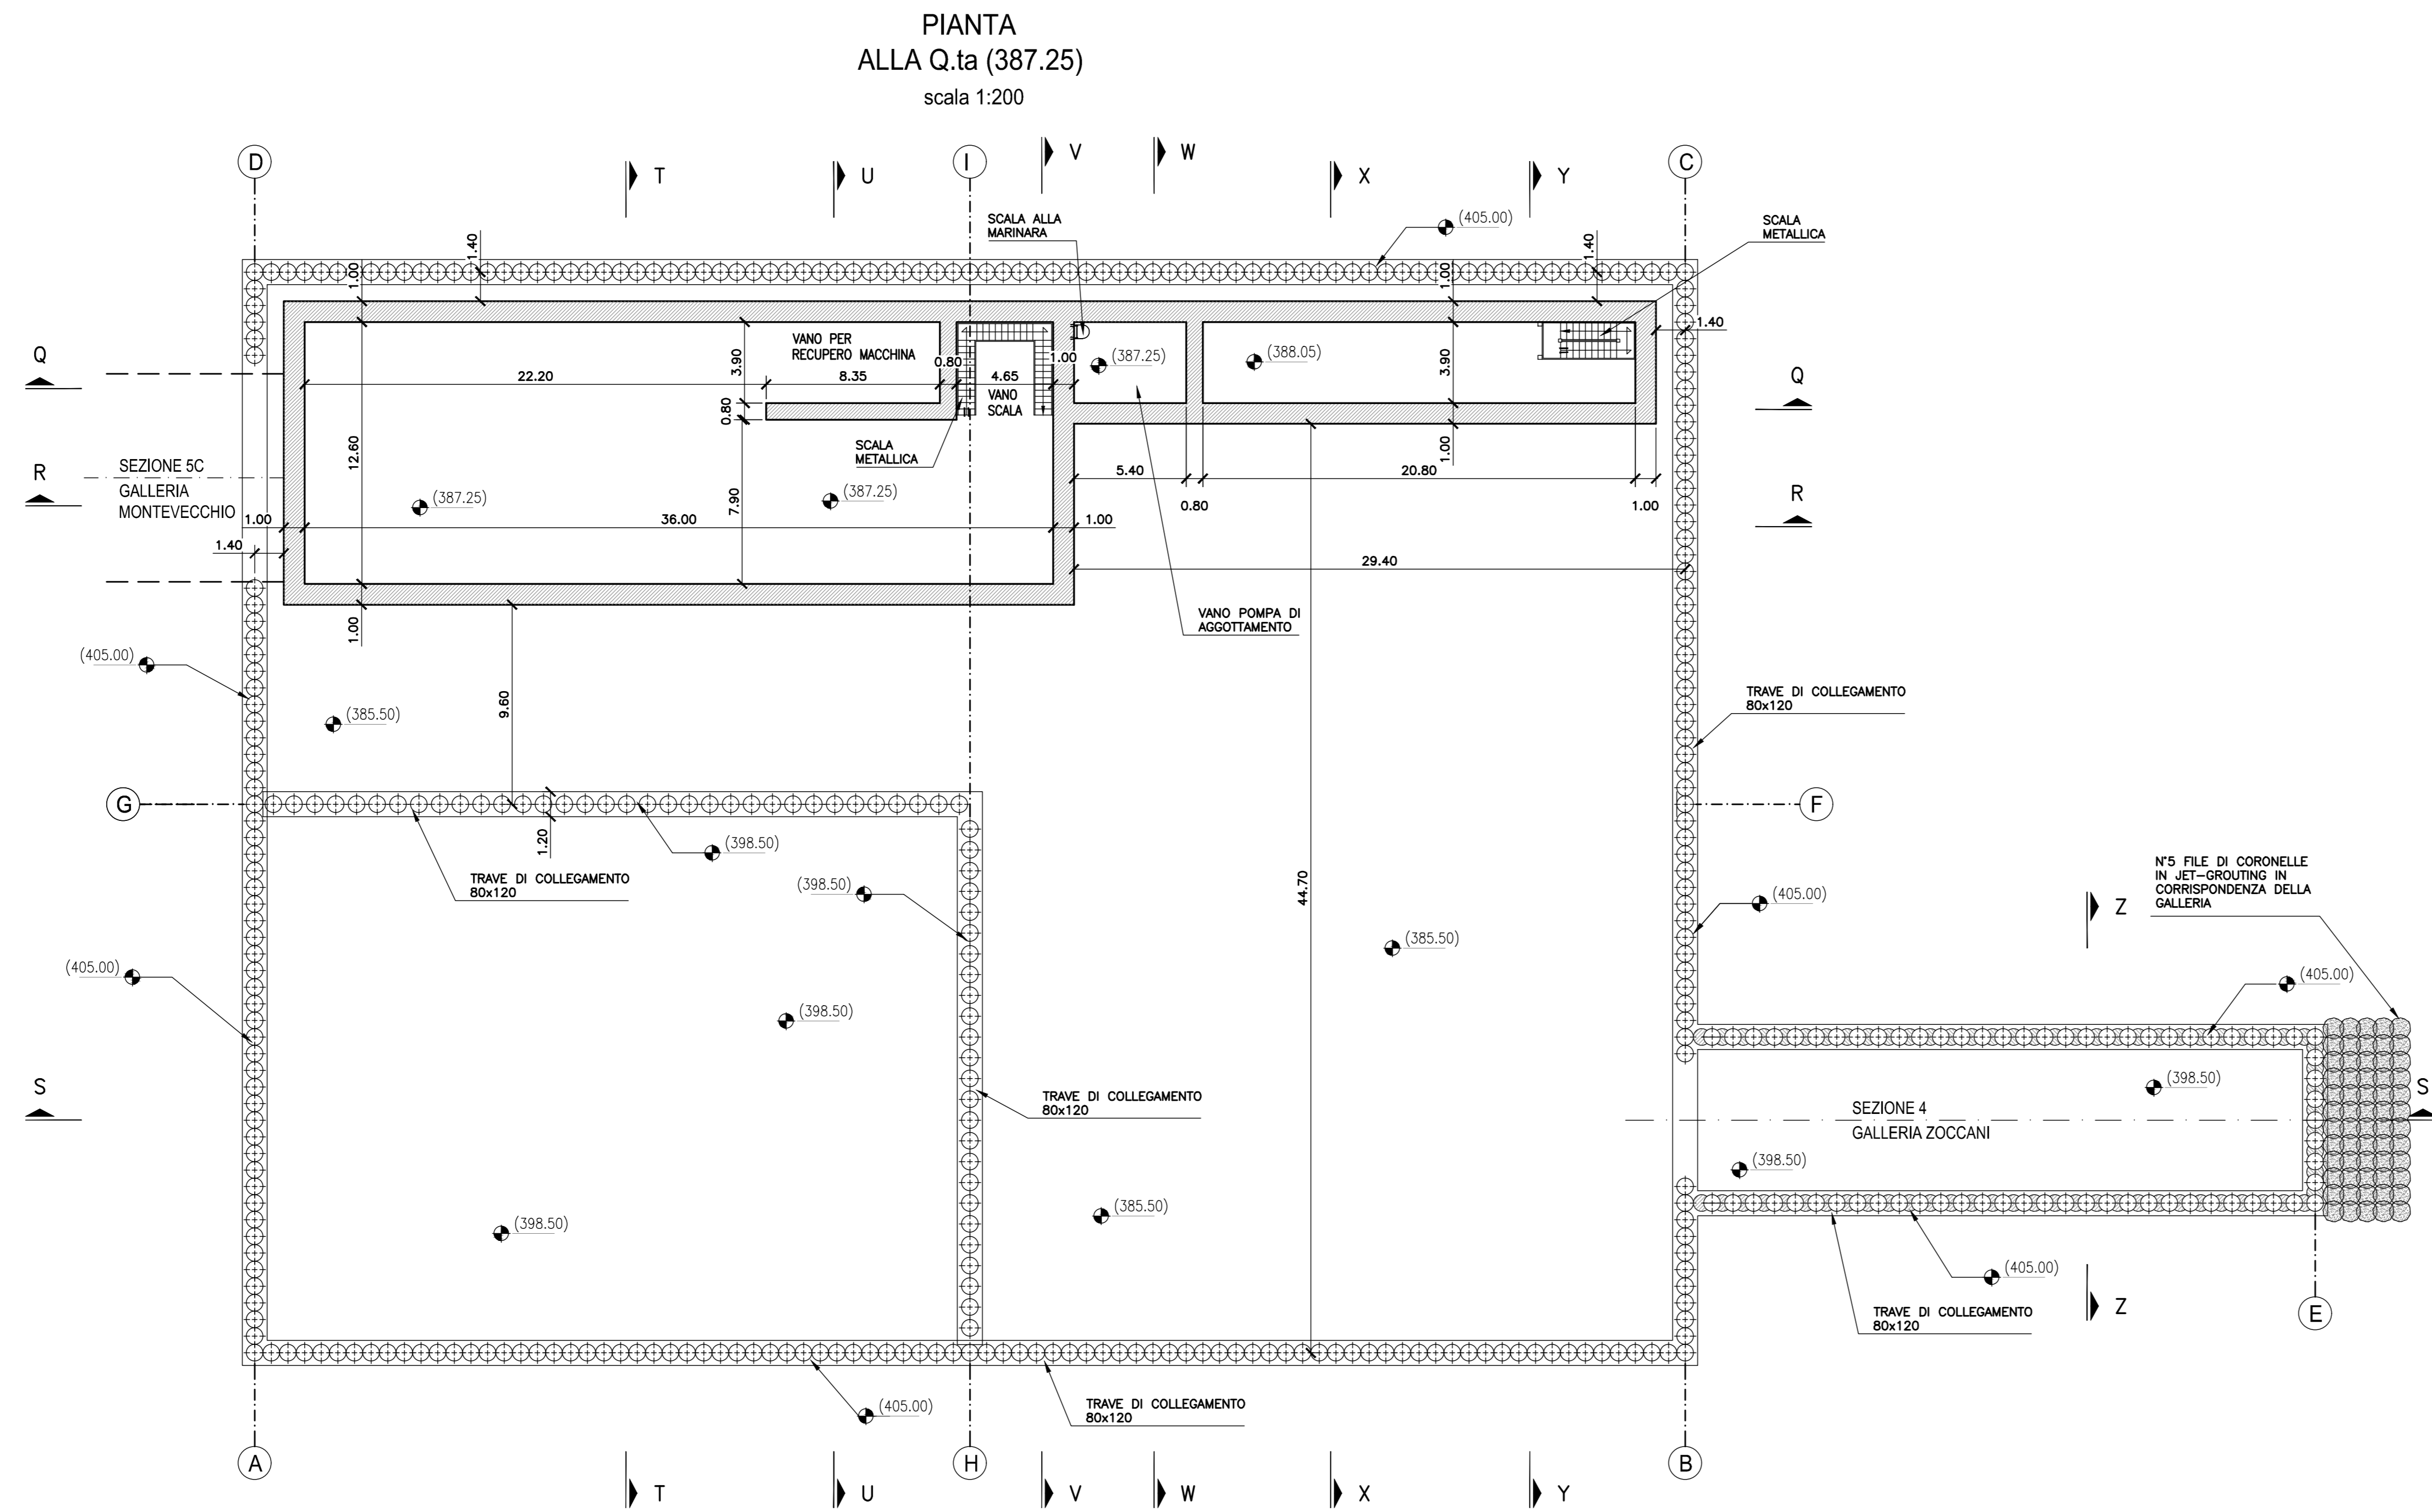 PIANTA
ALLA Q.ta (387.25)
scala 1:200
D
I
C
T
U
V
W
X
Y
SCALA ALLA
MARINARA
(405.00)
SCALA
METALLICA
1.40
1.00
1.00
1.40
1.40
Q
VANO PER
RECUPERO MACCHINA
3.90
0.80
1.00
(387.25)
(388.05)
3.90
22.20
8.35
4.65
VANO
SCALA
Q
0.80
12.60
SCALA
METALLICA
1.00
R
SEZIONE 5C
GALLERIA
MONTEVECCHIO
5.40
20.80
0.80
1.00
R
(387.25)
(387.25)
7.90
1.00
36.00
1.00
1.40
29.40
1.00
VANO POMPA DI
AGGOTTAMENTO
(405.00)
(385.50)
9.60
TRAVE DI COLLEGAMENTO
80x120
G
F
1.20
(398.50)
TRAVE DI COLLEGAMENTO
80x120
(398.50)
44.70
(405.00)
Z
N°5 FILE DI CORONELLE
IN JET-GROUTING IN
CORRISPONDENZA DELLA
GALLERIA
(385.50)
(405.00)
(405.00)
(398.50)
S
TRAVE DI COLLEGAMENTO
80x120
(398.50)
S
SEZIONE 4
GALLERIA ZOCCANI
(398.50)
(398.50)
(385.50)
(405.00)
TRAVE DI COLLEGAMENTO
80x120
Z
E
(405.00)
TRAVE DI COLLEGAMENTO
80x120
A
H
B
T
U
V
W
X
Y